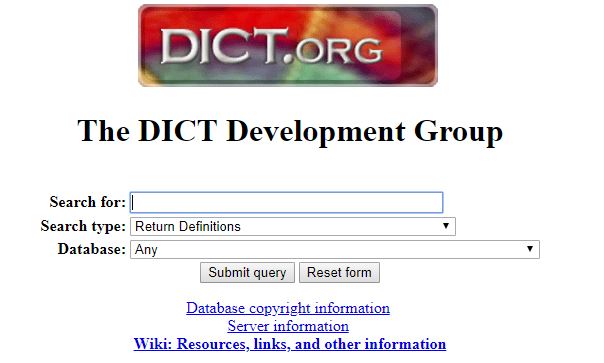 DICT.ORG
The DICT Development Group
Search for:
Search type: Return Definitions
Database: Any
Submit query Reset form
Database copyright information
Server information
Wiki: Resources, links, and other information